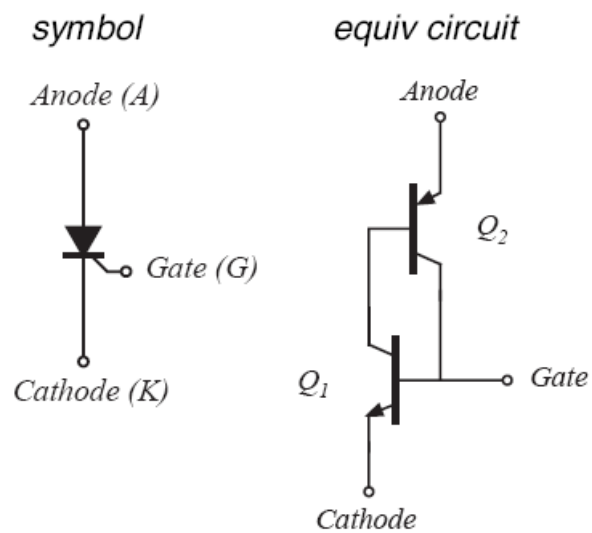 symbol
Anode (A)
Gate (G)
Cathode (K)
equiv circuit
Anode
Q2
Q1
Gate
Cathode